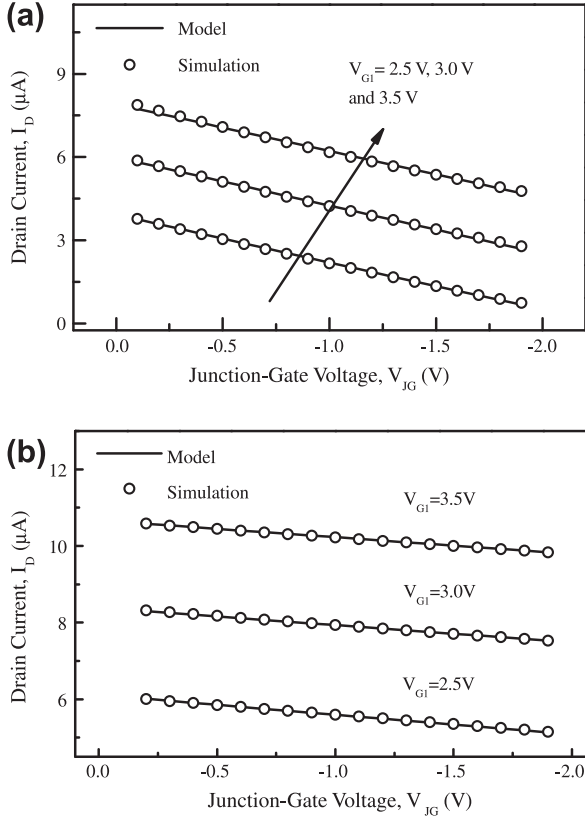 (a)
Model
Simulation
V_G1 = 2.5 V, 3.0 V
and 3.5 V
Drain Current, I_D (μA)
9
6
3
0
0.0 -0.5 -1.0 -1.5 -2.0
Junction-Gate Voltage, V_JG (V)
(b)
Model
Simulation
V_G1=3.5V
V_G1=3.0V
V_G1=2.5V
Drain Current, I_D (μA)
12
10
8
6
0.0 -0.5 -1.0 -1.5 -2.0
Junction-Gate Voltage, V_JG (V)